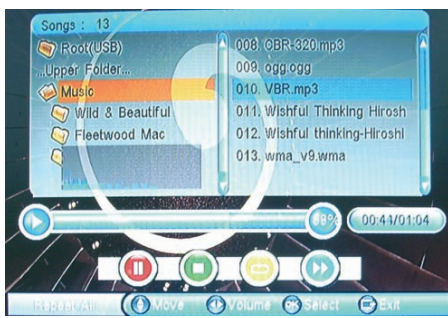 Songs : 13
Root(USB)
...Upper Folder...
Music
Wild & Beautiful
Fleetwood Mac
008. CBR-320.mp3
009. ogg.ogg
010. VBR.mp3
011. Wishful Thinking Hirosh
012. Wishful thinking-Hiroshi
013. wma_v9.wma
69% 00:44/01:04
Repeat All Move Volume OK Select Exit